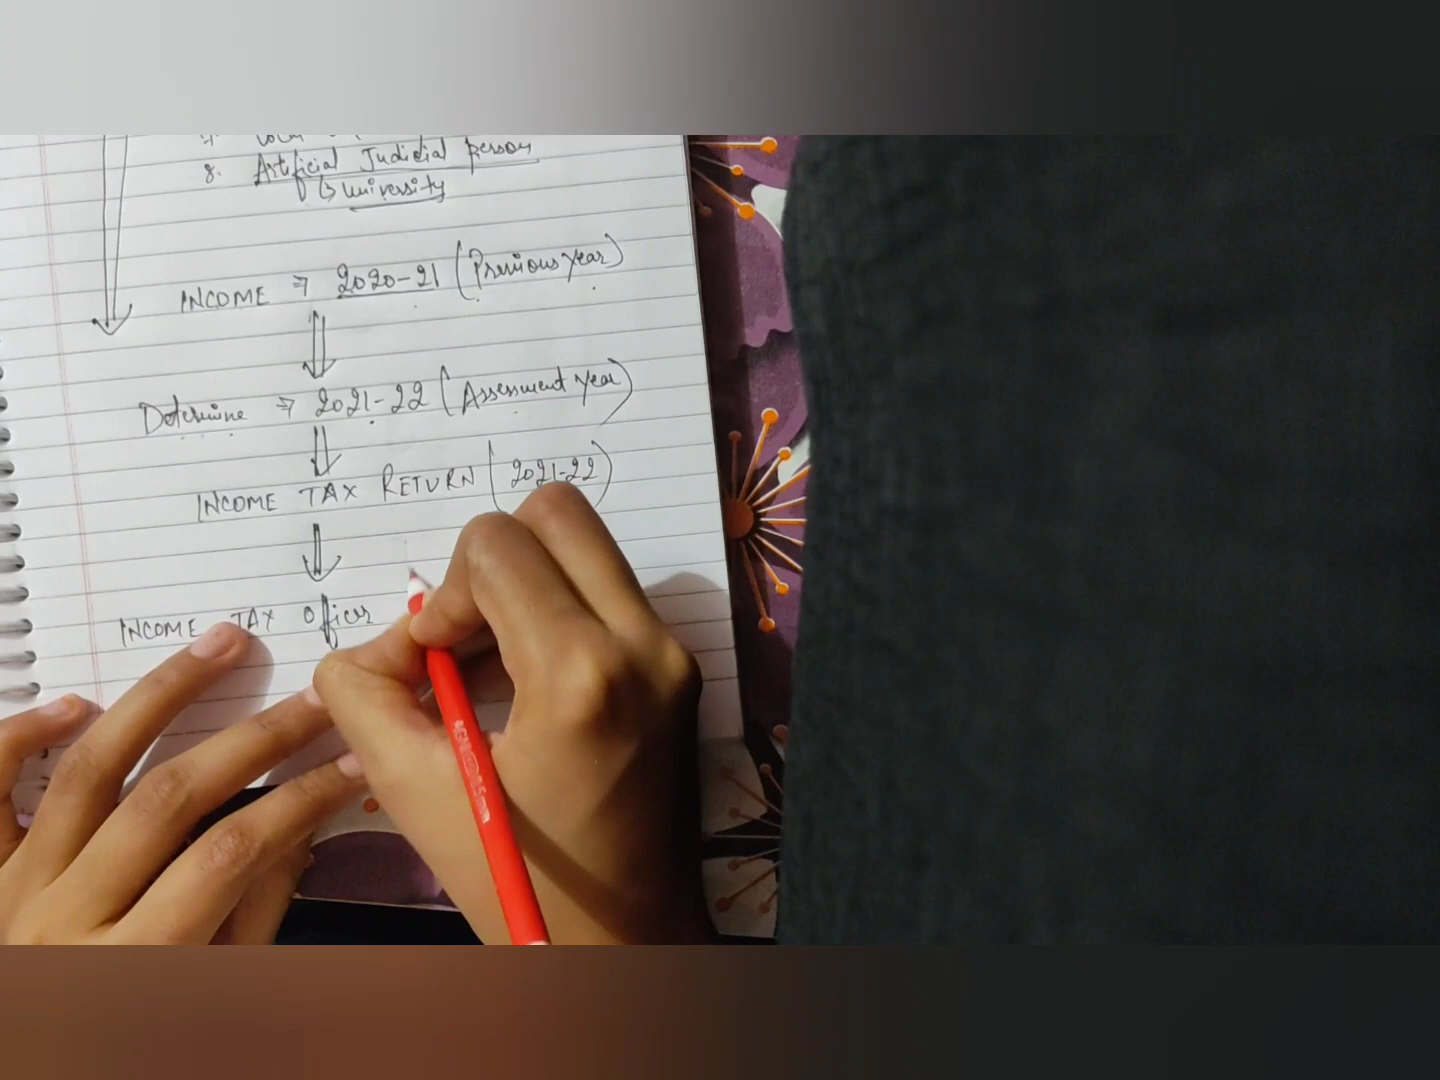 8. Artificial Judicial person
↳ University
INCOME ⇒ 2020-21 (Previous year)
Determine ⇒ 2021-22 (Assessment year)
INCOME TAX RETURN (2021-22)
INCOME TAX Officer